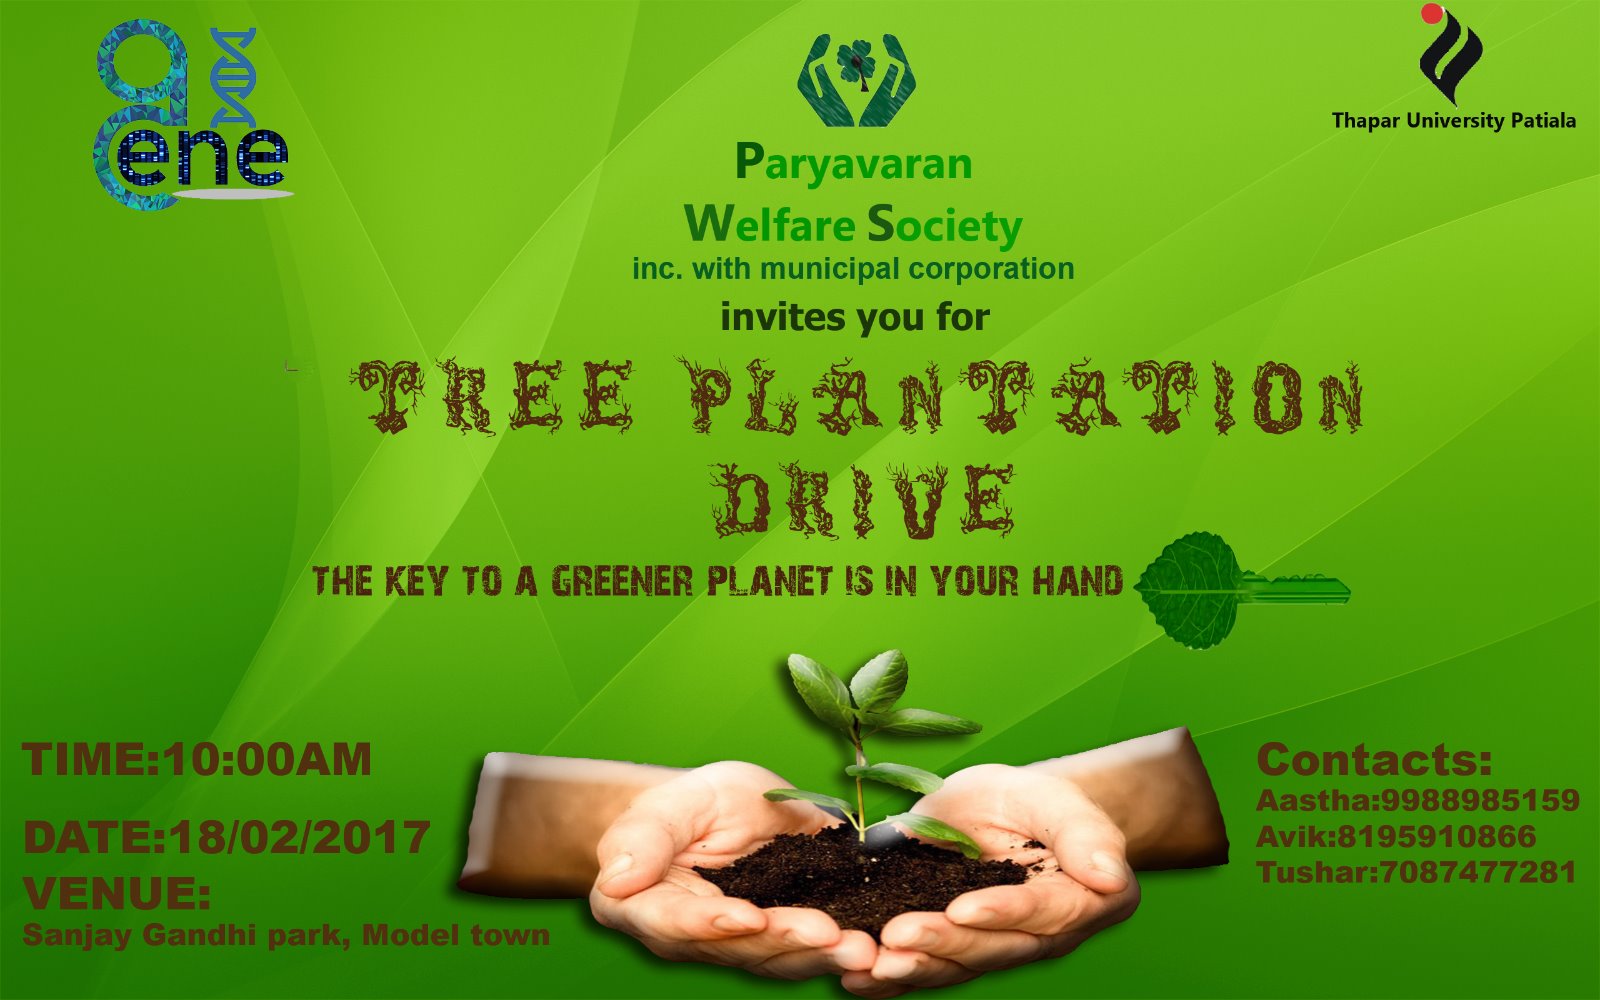 gene
Thapar University Patiala
Paryavaran
Welfare Society
inc. with municipal corporation
invites you for
TREE PLANTATION
DRIVE
THE KEY TO A GREENER PLANET IS IN YOUR HAND
TIME:10:00AM
DATE:18/02/2017
VENUE:
Sanjay Gandhi park, Model town
Contacts:
Aastha:9988985159
Avik:8195910866
Tushar:7087477281